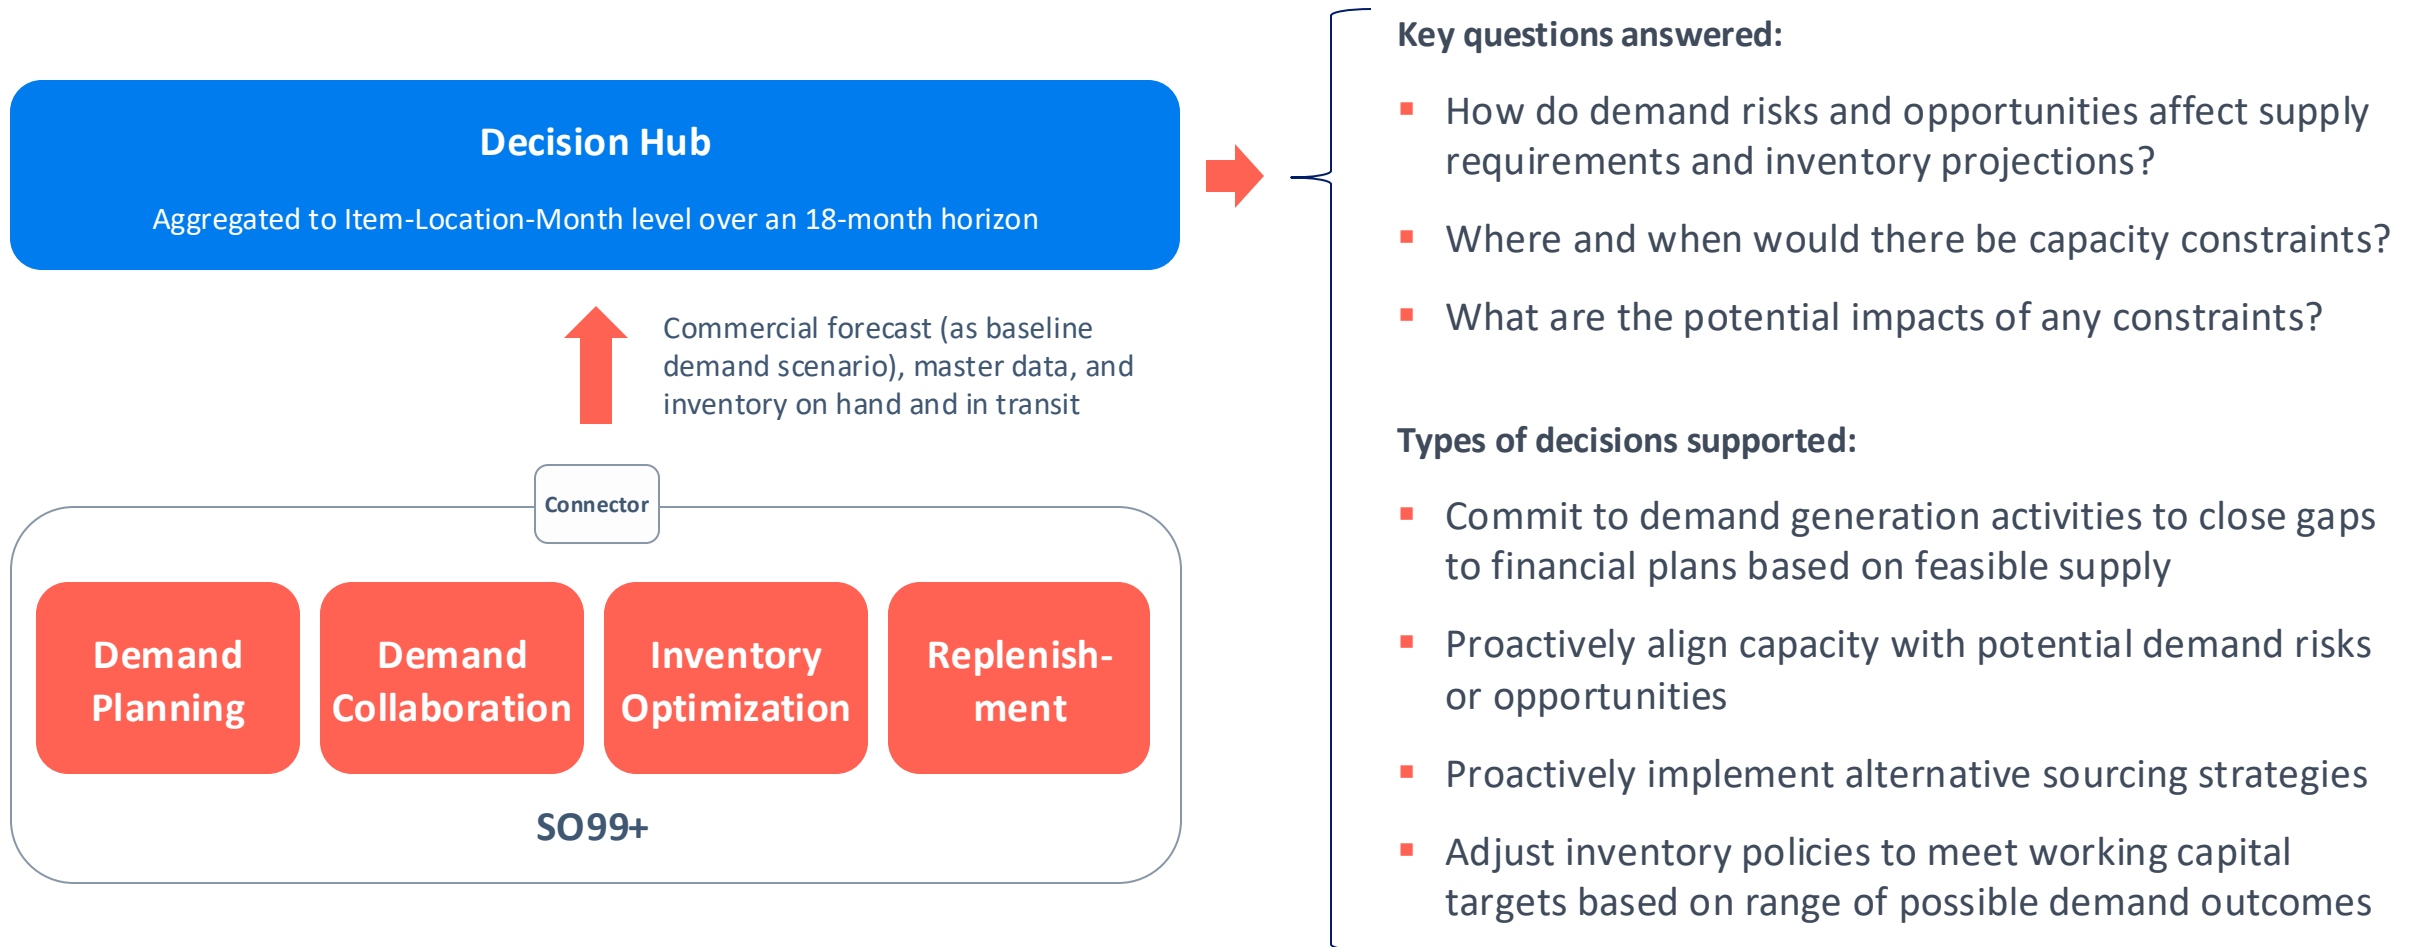 Decision Hub
Aggregated to Item-Location-Month level over an 18-month horizon
Commercial forecast (as baseline
demand scenario), master data, and
inventory on hand and in transit
Connector
Demand
Planning
Demand
Collaboration
Inventory
Optimization
Replenish-
ment
SO99+
Key questions answered:
How do demand risks and opportunities affect supply
requirements and inventory projections?
Where and when would there be capacity constraints?
What are the potential impacts of any constraints?
Types of decisions supported:
Commit to demand generation activities to close gaps
to financial plans based on feasible supply
Proactively align capacity with potential demand risks
or opportunities
Proactively implement alternative sourcing strategies
Adjust inventory policies to meet working capital
targets based on range of possible demand outcomes